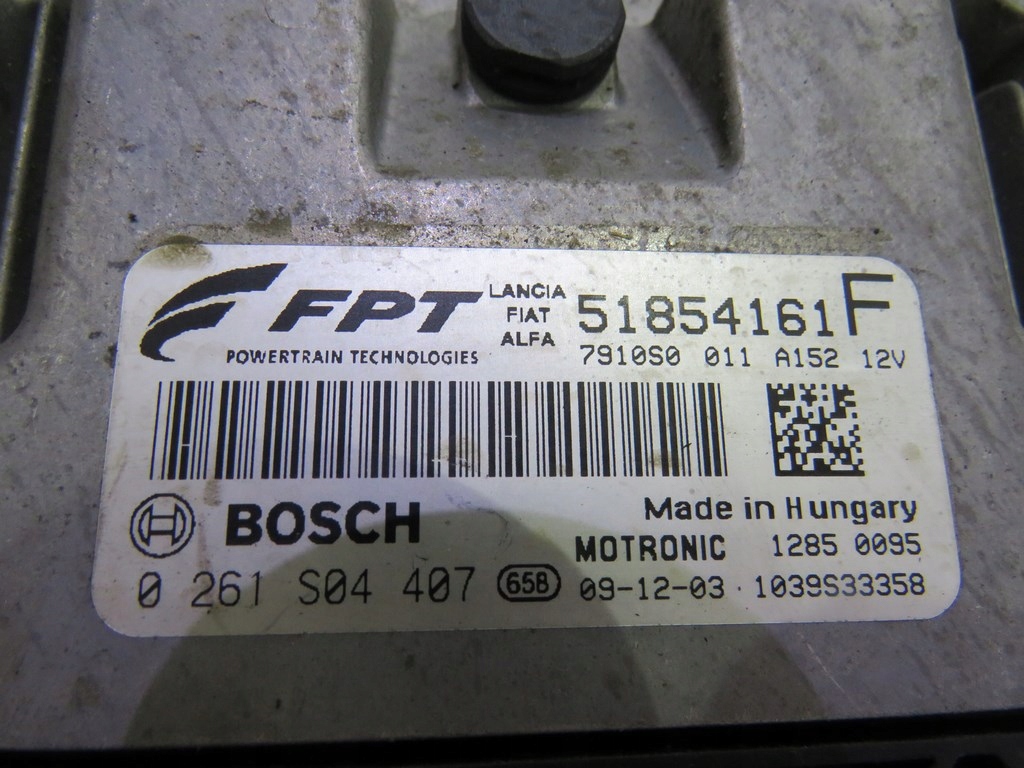 FPT
POWERTRAIN TECHNOLOGIES
LANCIA
FIAT
ALFA
51854161 F
7910S0 011 A152 12V
BOSCH
Made in Hungary
MOTRONIC 1285 0095
0 261 S04 407 65B 09-12-03 · 1039S33358